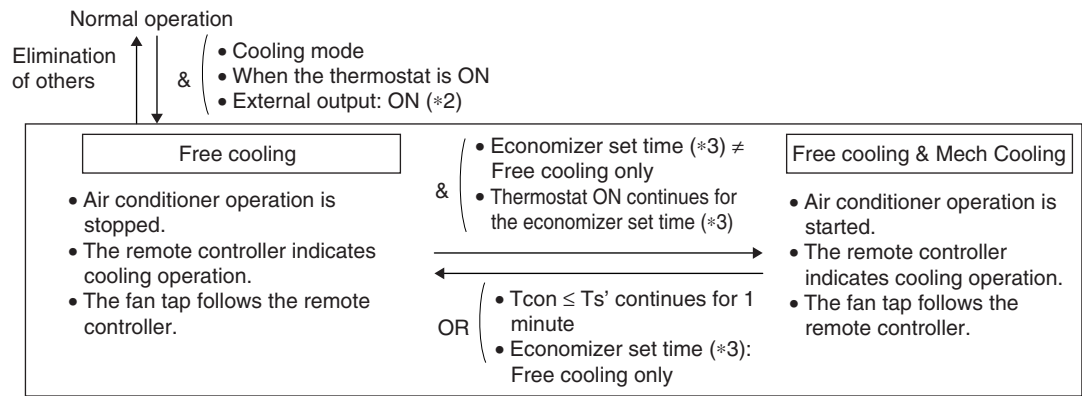 Normal operation
Elimination
of others
&
• Cooling mode
• When the thermostat is ON
• External output: ON (*2)
Free cooling
• Air conditioner operation is
stopped.
• The remote controller indicates
cooling operation.
• The fan tap follows the remote
controller.
&
• Economizer set time (*3) ≠
Free cooling only
• Thermostat ON continues for
the economizer set time (*3)
OR
• Tcon ≤ Ts’ continues for 1
minute
• Economizer set time (*3):
Free cooling only
Free cooling & Mech Cooling
• Air conditioner operation is
started.
• The remote controller
indicates cooling operation.
• The fan tap follows the
remote controller.